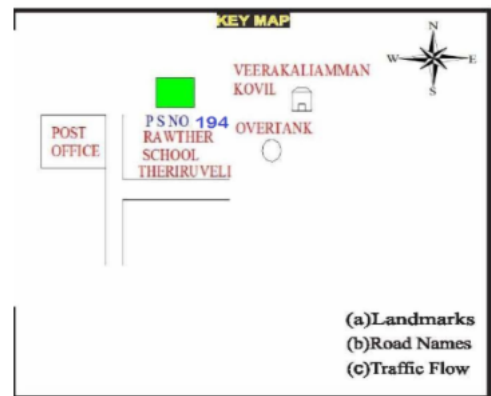 KEY MAP
N
W E
S
VEERAKALIAMMAN
KOVIL
P S NO 194
OVERTANK
POST
OFFICE
RAWTHER
SCHOOL
THERIRUVELI
(a)Landmarks
(b)Road Names
(c)Traffic Flow